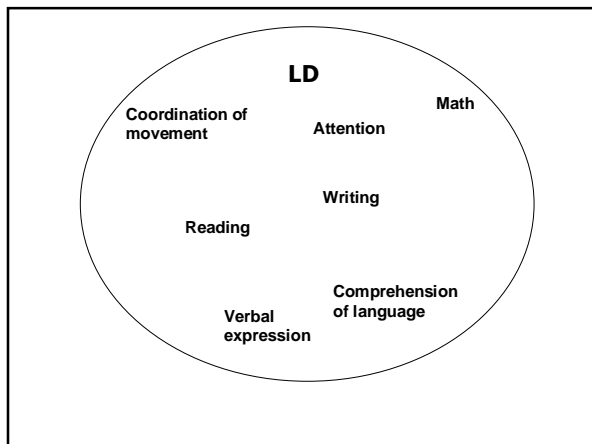 LD
Math
Coordination of
movement
Attention
Writing
Reading
Comprehension
of language
Verbal
expression